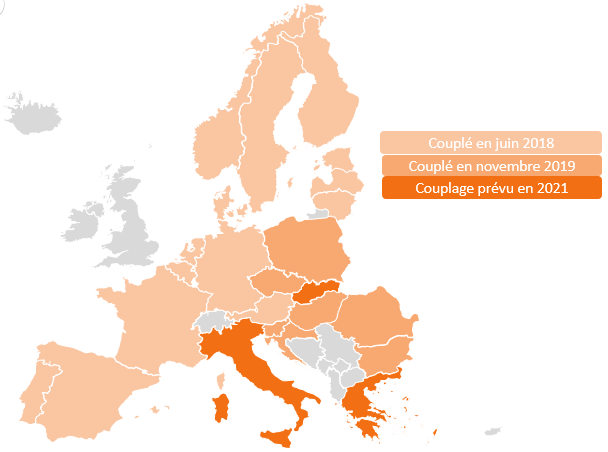 Couplé en juin 2018
Couplé en novembre 2019
Couplage prévu en 2021